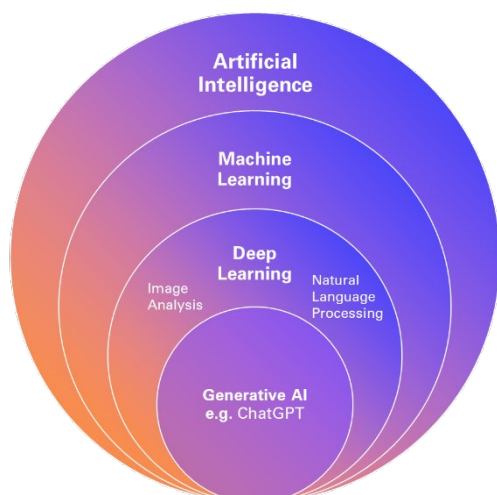 Artificial
Intelligence
Machine
Learning
Deep
Learning
Image
Analysis
Natural
Language
Processing
Generative AI
e.g. ChatGPT